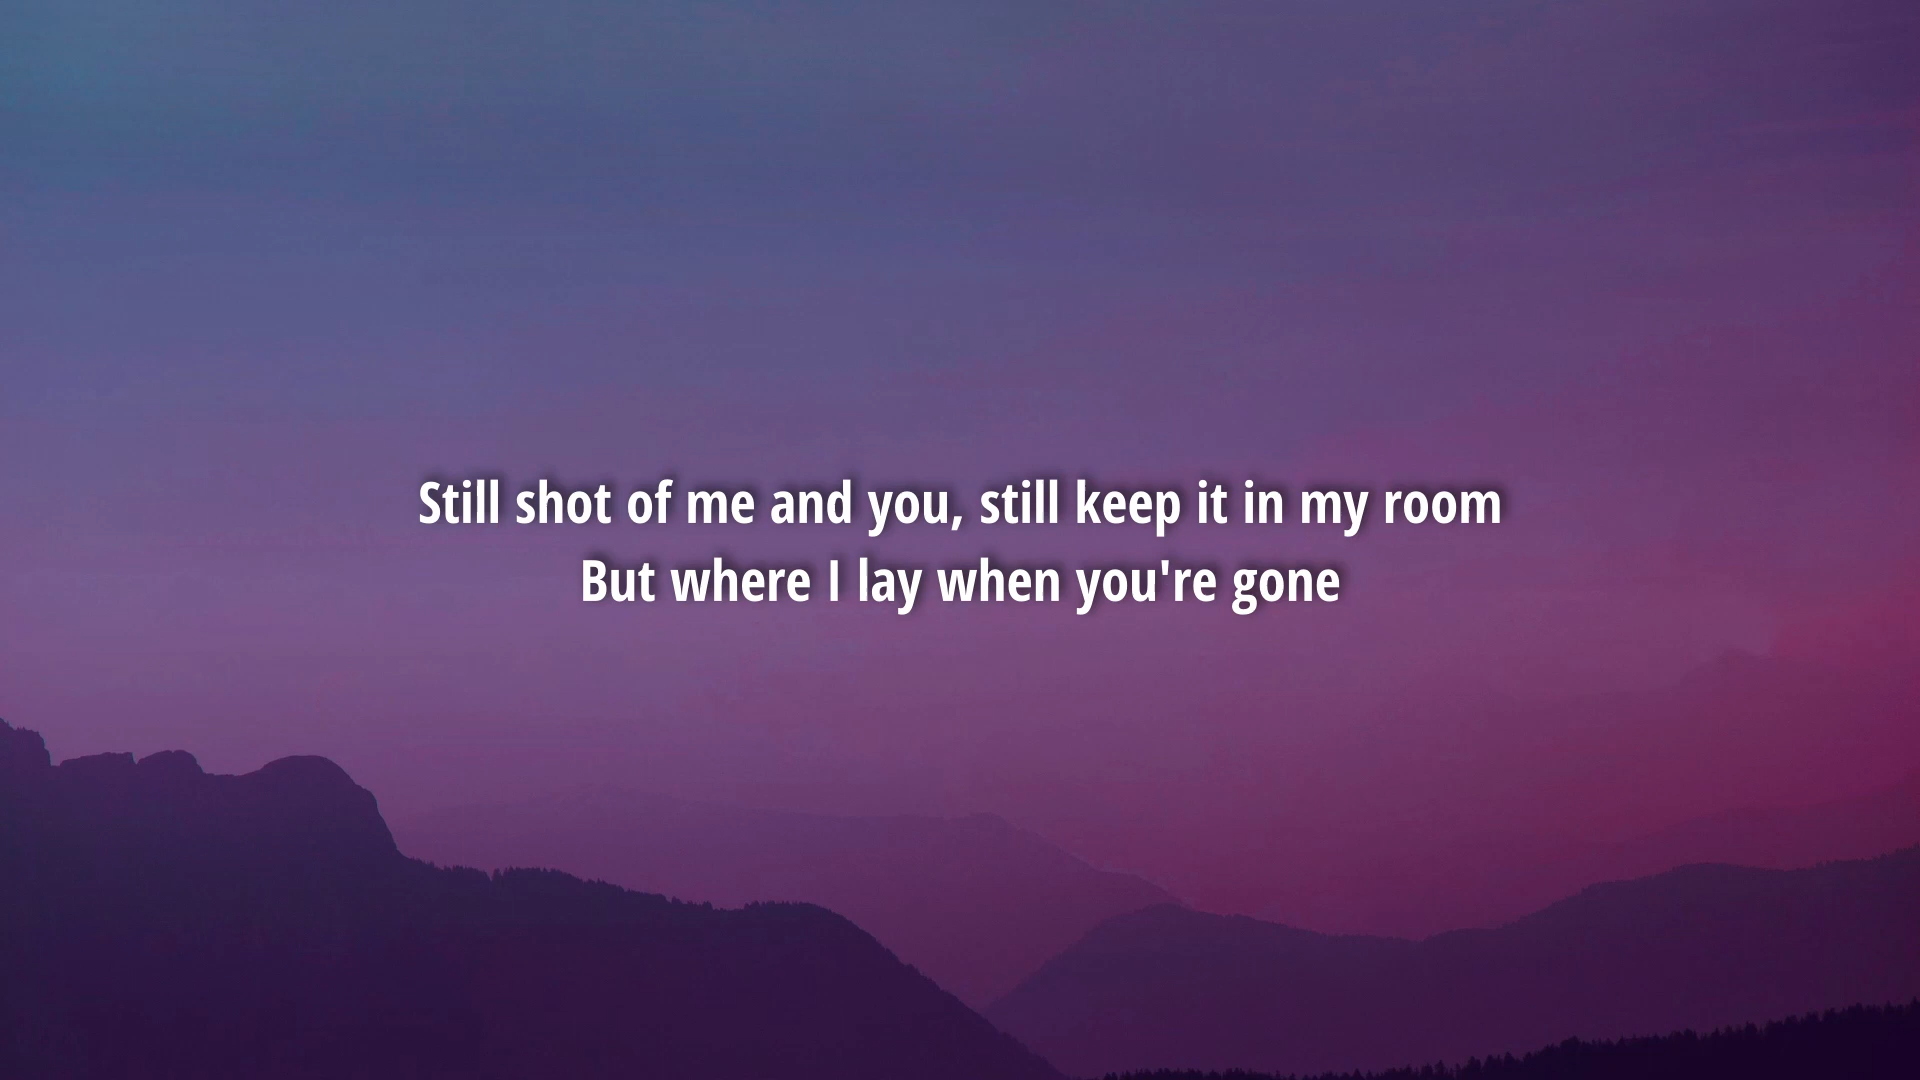 Still shot of me and you, still keep it in my room
But where I lay when you're gone